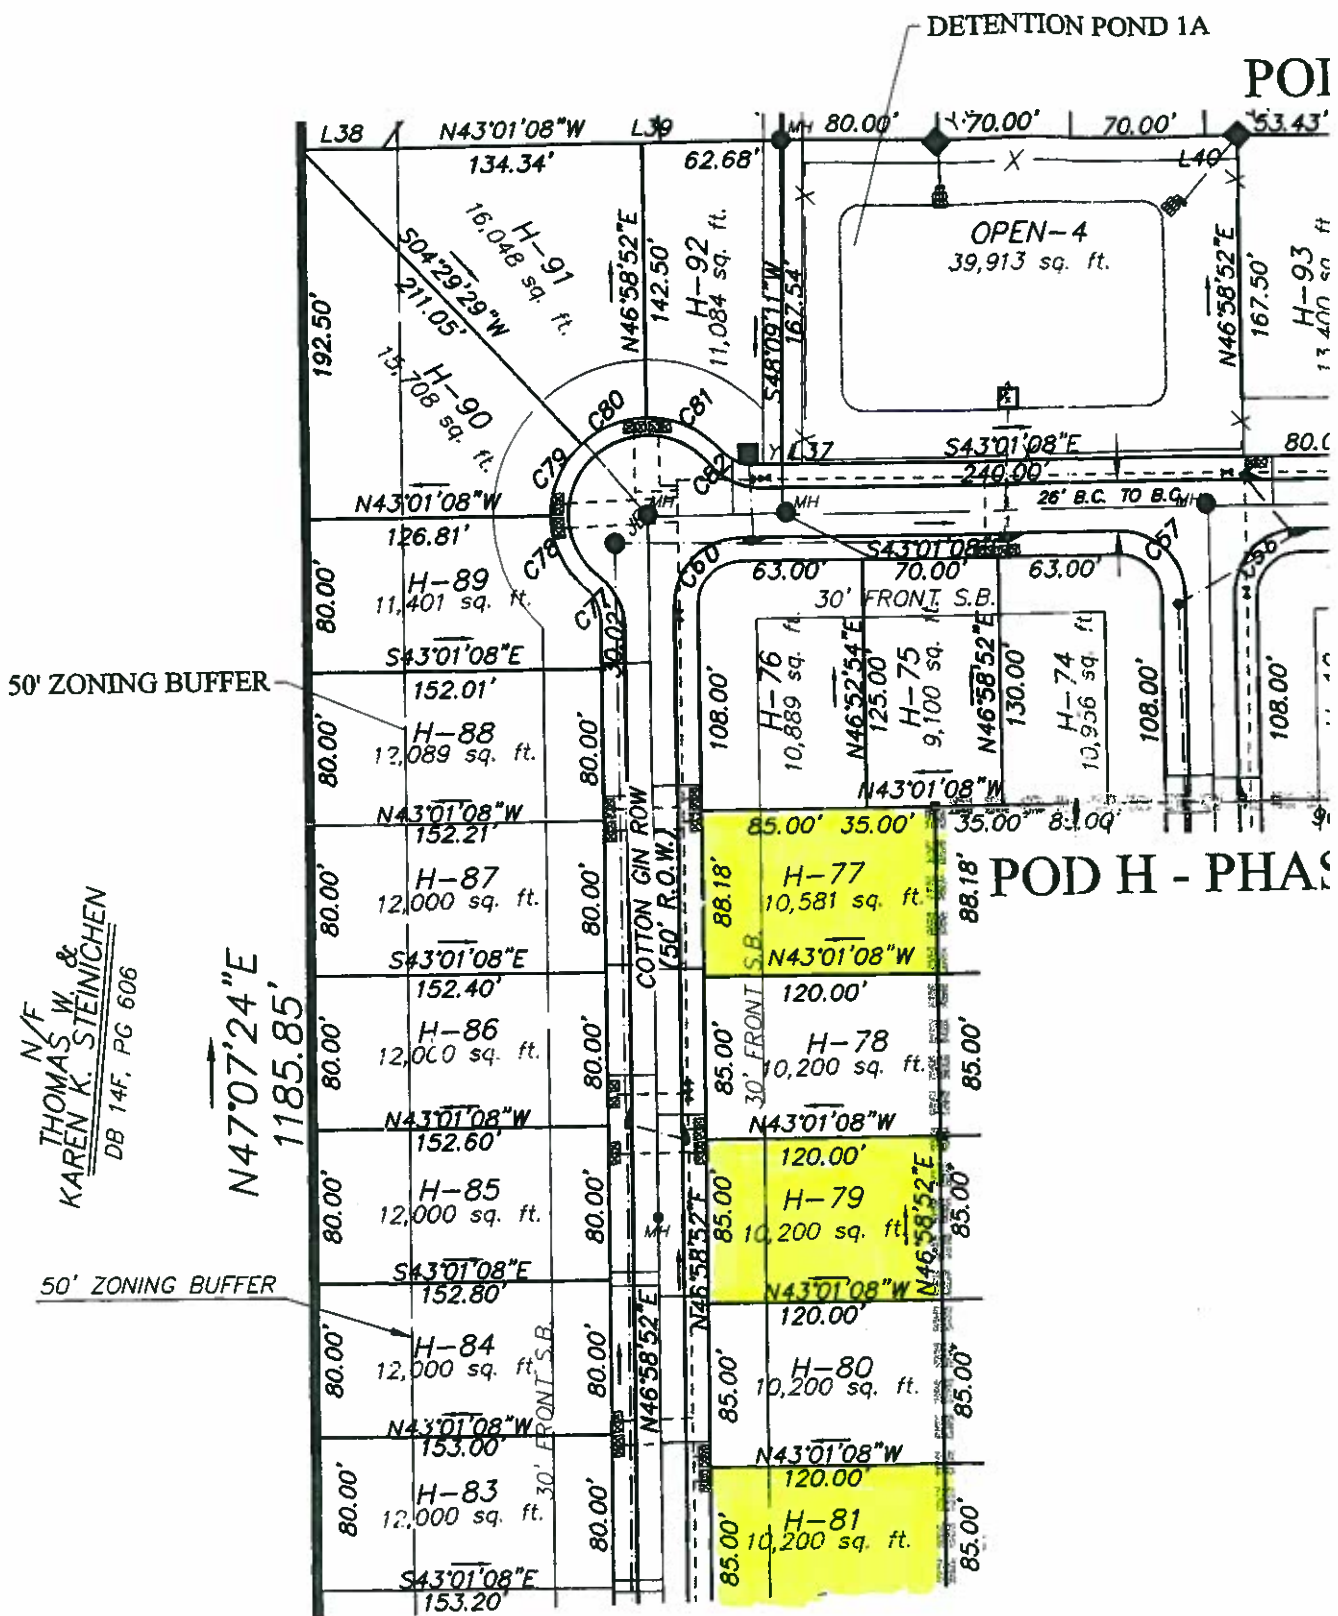 DETENTION POND 1A
L38
N43°01'08"W
L39
MH
80.00'
70.00'
70.00'
53.43'
134.34'
62.68'
X
L40
H-91
16,048 sq. ft.
N46°58'52"E
142.50'
H-92
11,084 sq. ft.
S48°09'11"W
167.54'
OPEN-4
39,913 sq. ft.
N46°58'52"E
167.50'
H-93
S04°29'29"W
211.05'
192.50'
H-90
15,708 sq. ft.
C80
C81
C79
C82
Y
L37
S43°01'08"E
240.00'
N43°01'08"W
126.81'
MH
MH
26' B.C. TO B.C.
MH
C78
C77
C60
S43°01'08"E
C57
C56
63.00'
70.00'
63.00'
30' FRONT S.B.
80.00'
H-89
11,401 sq. ft.
30.02'
S43°01'08"E
152.01'
50' ZONING BUFFER
80.00'
H-88
12,089 sq. ft.
80.00'
108.00'
H-76
10,889 sq. ft.
N46°52'54"E
125.00'
H-75
9,100 sq. ft.
N46°58'52"E
130.00'
H-74
10,936 sq. ft.
108.00'
108.00'
N43°01'08"W
N43°01'08"W
152.21'
85.00'
35.00'
35.00'
85.00'
80.00'
H-87
12,000 sq. ft.
80.00'
COTTON GIN ROW
(50' R.O.W.)
88.18'
H-77
10,581 sq. ft.
88.18'
POD H - PHAS
S43°01'08"E
152.40'
N43°01'08"W
120.00'
N/F
THOMAS W. &
KAREN K. STEINICHEN
DB 14F, PG 606
N47°07'24"E
1185.85'
80.00'
H-86
12,000 sq. ft.
80.00'
85.00'
30' FRONT S.B.
H-78
10,200 sq. ft.
85.00'
N43°01'08"W
152.60'
N43°01'08"W
120.00'
80.00'
H-85
12,000 sq. ft.
80.00'
MH
N46°58'52"E
85.00'
H-79
10,200 sq. ft.
N46°58'52"E
85.00'
50' ZONING BUFFER
S43°01'08"E
152.80'
N43°01'08"W
120.00'
80.00'
H-84
12,000 sq. ft.
30' FRONT S.B.
80.00'
N46°58'52"E
85.00'
H-80
10,200 sq. ft.
85.00'
N43°01'08"W
153.00'
N43°01'08"W
120.00'
80.00'
H-83
12,000 sq. ft.
80.00'
85.00'
H-81
10,200 sq. ft.
85.00'
S43°01'08"E
153.20'